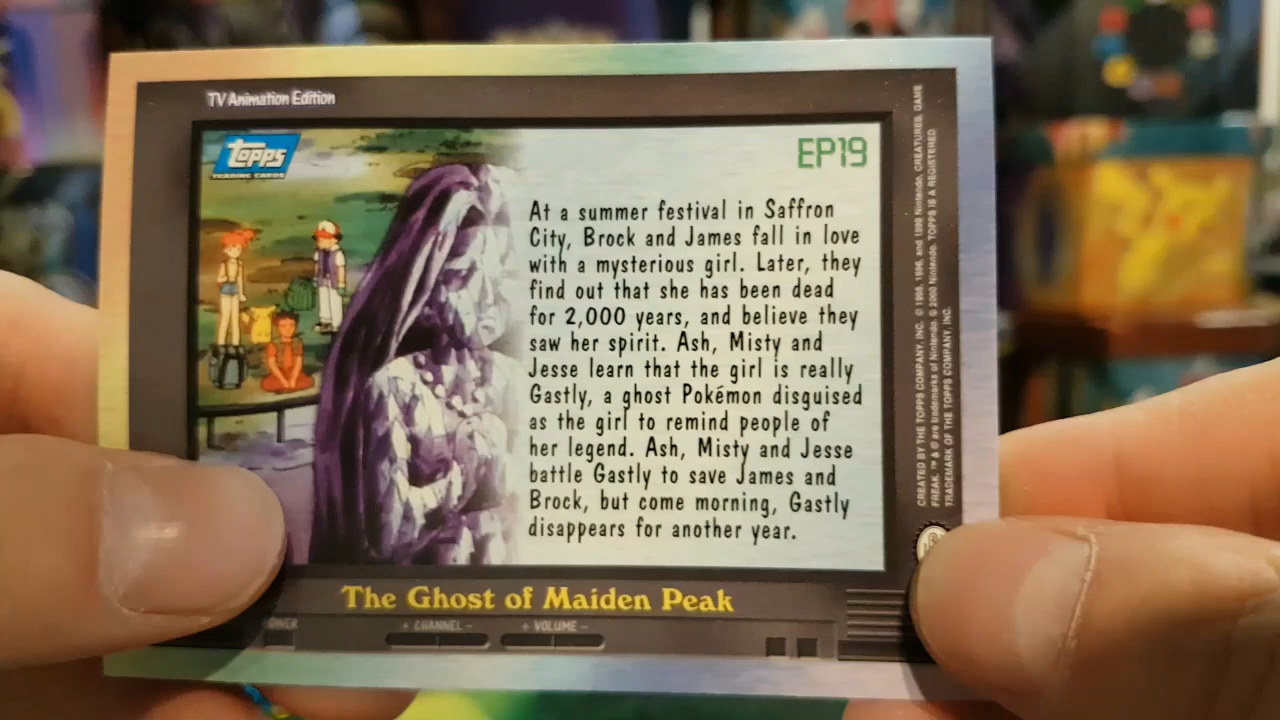 TV Animation Edition
Topps
TRADING CARDS
EP19
At a summer festival in Saffron
City, Brock and James fall in love
with a mysterious girl. Later, they
find out that she has been dead
for 2,000 years, and believe they
saw her spirit. Ash, Misty and
Jesse learn that the girl is really
Gastly, a ghost Pokémon disguised
as the girl to remind people of
her legend. Ash, Misty and Jesse
battle Gastly to save James and
Brock, but come morning, Gastly
disappears for another year.
The Ghost of Maiden Peak
+ CHANNEL -
+ VOLUME -
CREATED BY THE TOPPS COMPANY, INC. © 1995, 1996, and 1998 Nintendo, CREATURES, GAME
FREAK. ™ & ® are trademarks of Nintendo. © 2000 Nintendo. TOPPS IS A REGISTERED
TRADEMARK OF THE TOPPS COMPANY, INC.